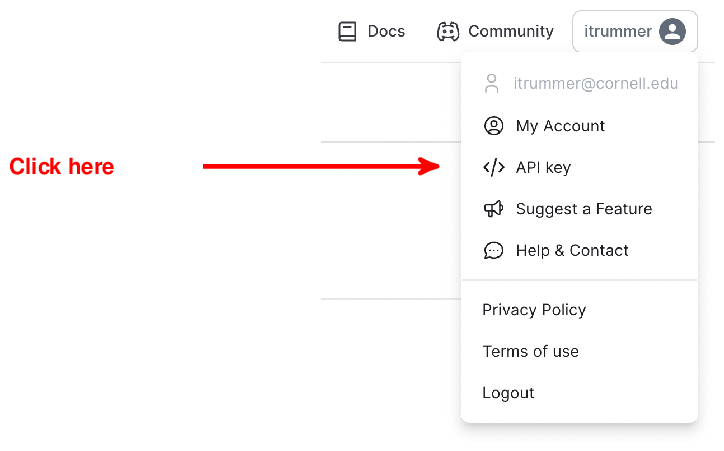 Docs Community itrummer
itrummer@cornell.edu
My Account
Click here
API key
Suggest a Feature
Help & Contact
Privacy Policy
Terms of use
Logout